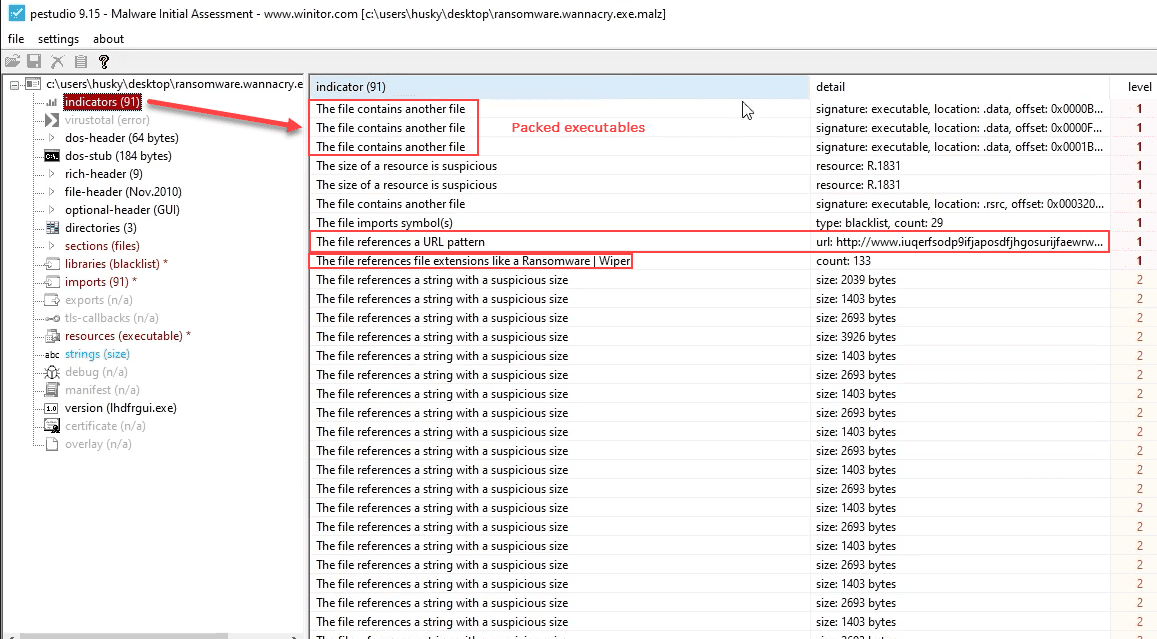 pestudio 9.15 - Malware Initial Assessment - www.winitor.com [c:\users\husky\desktop\ransomware.wannacry.exe.malz]
file settings about
c:\users\husky\desktop\ransomware.wannacry.e
indicators (91)
virustotal (error)
dos-header (64 bytes)
dos-stub (184 bytes)
rich-header (9)
file-header (Nov.2010)
optional-header (GUI)
directories (3)
sections (files)
libraries (blacklist) *
imports (91) *
exports (n/a)
tls-callbacks (n/a)
resources (executable) *
abc strings (size)
debug (n/a)
manifest (n/a)
1.0 version (lhdfrgui.exe)
certificate (n/a)
overlay (n/a)
indicator (91) detail level
The file contains another file signature: executable, location: .data, offset: 0x0000B... 1
The file contains another file Packed executables signature: executable, location: .data, offset: 0x0000F... 1
The file contains another file signature: executable, location: .data, offset: 0x0001B... 1
The size of a resource is suspicious resource: R.1831 1
The size of a resource is suspicious resource: R.1831 1
The file contains another file signature: executable, location: .rsrc, offset: 0x000320... 1
The file imports symbol(s) type: blacklist, count: 29 1
The file references a URL pattern url: http://www.iuqerfsodp9ifjaposdfjhgosurijfaewrw... 1
The file references file extensions like a Ransomware | Wiper count: 133 1
The file references a string with a suspicious size size: 2039 bytes 2
The file references a string with a suspicious size size: 1403 bytes 2
The file references a string with a suspicious size size: 2693 bytes 2
The file references a string with a suspicious size size: 3926 bytes 2
The file references a string with a suspicious size size: 1403 bytes 2
The file references a string with a suspicious size size: 2693 bytes 2
The file references a string with a suspicious size size: 1403 bytes 2
The file references a string with a suspicious size size: 2693 bytes 2
The file references a string with a suspicious size size: 1403 bytes 2
The file references a string with a suspicious size size: 2693 bytes 2
The file references a string with a suspicious size size: 1403 bytes 2
The file references a string with a suspicious size size: 2693 bytes 2
The file references a string with a suspicious size size: 1403 bytes 2
The file references a string with a suspicious size size: 2693 bytes 2
The file references a string with a suspicious size size: 1403 bytes 2
The file references a string with a suspicious size size: 2693 bytes 2
The file references a string with a suspicious size size: 1403 bytes 2
The file references a string with a suspicious size size: 2693 bytes 2
The file references a string with a suspicious size size: 1403 bytes 2